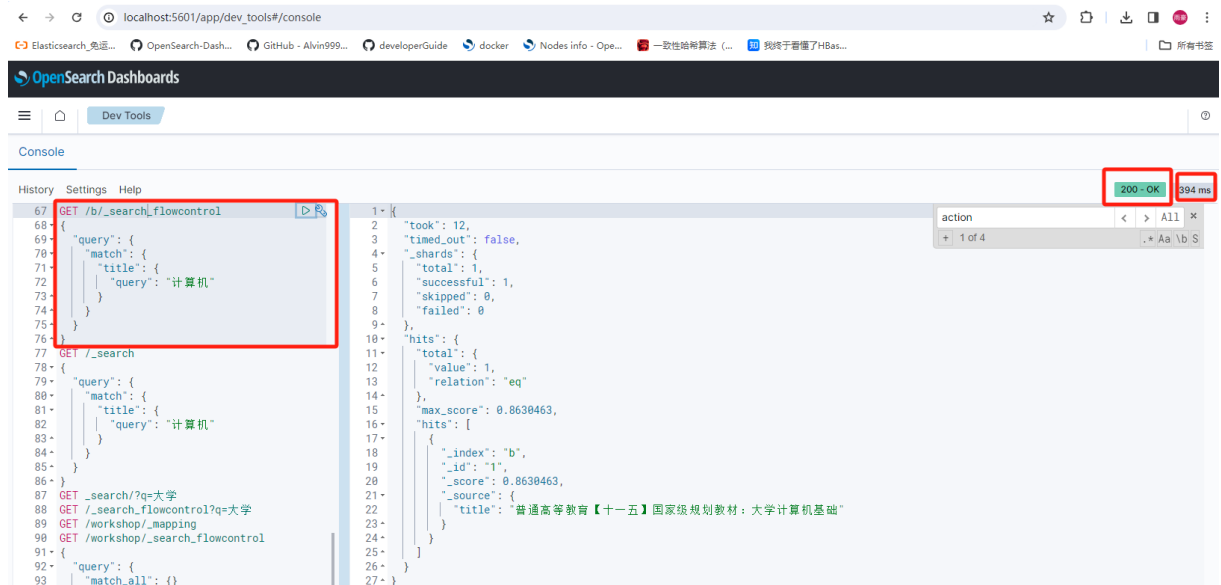 localhost:5601/app/dev_tools#/console
Elasticsearch_免运... OpenSearch-Dash... GitHub - Alvin999... developerGuide docker Nodes info - Ope... 一致性哈希算法（... 知 我终于看懂了HBas... 所有书签
OpenSearch Dashboards
Dev Tools
Console
History Settings Help
200 - OK 394 ms
67 GET /b/_search_flowcontrol
68 {
69 "query": {
70 "match": {
71 "title": {
72 "query": "计算机"
73 }
74 }
75 }
76 }
77 GET /_search
78 {
79 "query": {
80 "match": {
81 "title": {
82 "query": "计算机"
83 }
84 }
85 }
86 }
87 GET _search/?q=大学
88 GET /_search_flowcontrol?q=大学
89 GET /workshop/_mapping
90 GET /workshop/_search_flowcontrol
91 {
92 "query": {
93 "match_all": {}
1 {
2 "took": 12,
3 "timed_out": false,
4 "_shards": {
5 "total": 1,
6 "successful": 1,
7 "skipped": 0,
8 "failed": 0
9 },
10 "hits": {
11 "total": {
12 "value": 1,
13 "relation": "eq"
14 },
15 "max_score": 0.8630463,
16 "hits": [
17 {
18 "_index": "b",
19 "_id": "1",
20 "_score": 0.8630463,
21 "_source": {
22 "title": "普通高等教育【十一五】国家级规划教材：大学计算机基础"
23 }
24 }
25 ]
26 }
27 }
action All
+ 1 of 4 .* Aa \b S